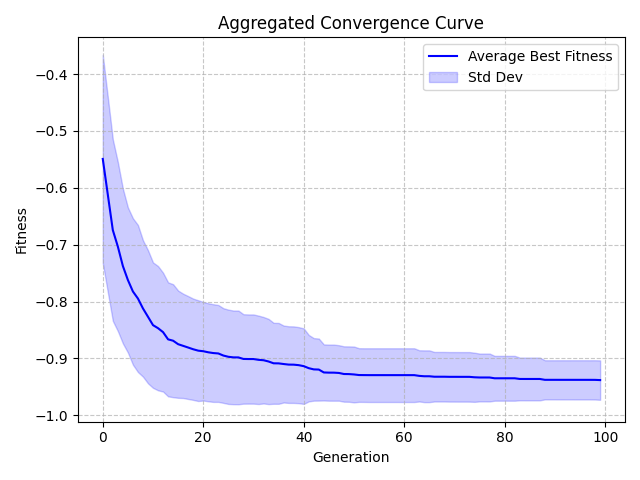 Aggregated Convergence Curve
Average Best Fitness
Std Dev
Fitness
−0.4
−0.5
−0.6
−0.7
−0.8
−0.9
−1.0
0 20 40 60 80 100
Generation